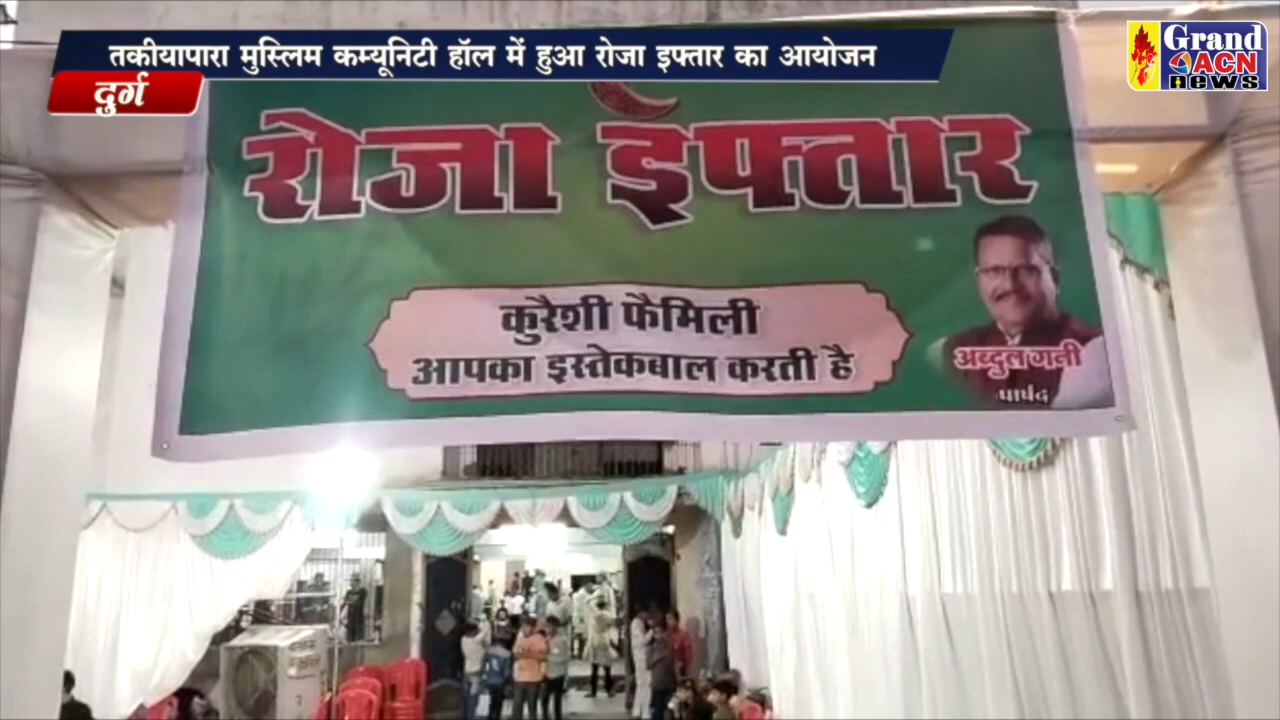 तकीयापारा मुस्लिम कम्यूनिटी हॉल में हुआ रोजा इफ्तार का आयोजन
दुर्ग
Grand
ACN
news
रोजा इफ्तार
कुरैशी फैमिली
आपका इस्तेकबाल करती है
अब्दुल गनी
पार्षद